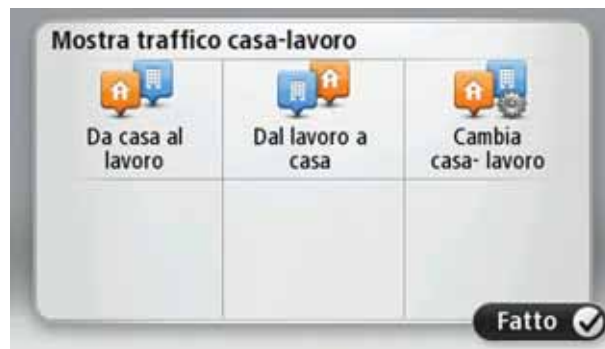 Mostra traffico casa-lavoro
Da casa al
lavoro
Dal lavoro a
casa
Cambia
casa- lavoro
Fatto